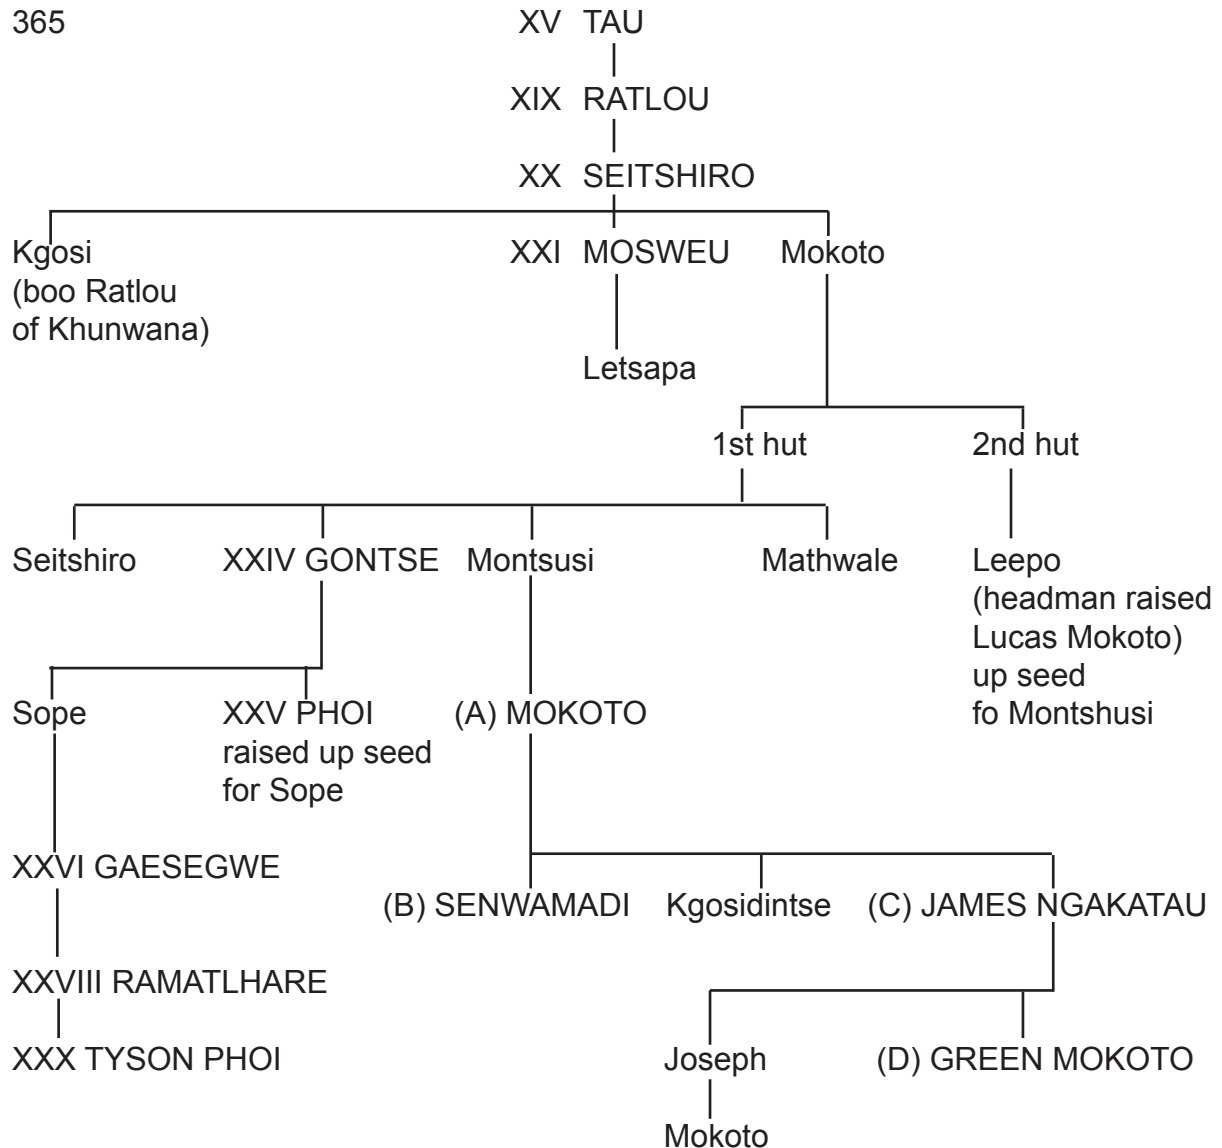 365 XV TAU
XIX RATLOU
XX SEITSHIRO
Kgosi XXI MOSWEU Mokoto
(boo Ratlou
of Khunwana)
Letsapa
1st hut 2nd hut
Seitshiro XXIV GONTSE Montsusi Mathwale Leepo
(headman raised
Lucas Mokoto)
up seed
fo Montshusi
Sope XXV PHOI (A) MOKOTO
raised up seed
for Sope
XXVI GAESEGWE
(B) SENWAMADI Kgosidintse (C) JAMES NGAKATAU
XXVIII RAMATLHARE
XXX TYSON PHOI Joseph (D) GREEN MOKOTO
Mokoto